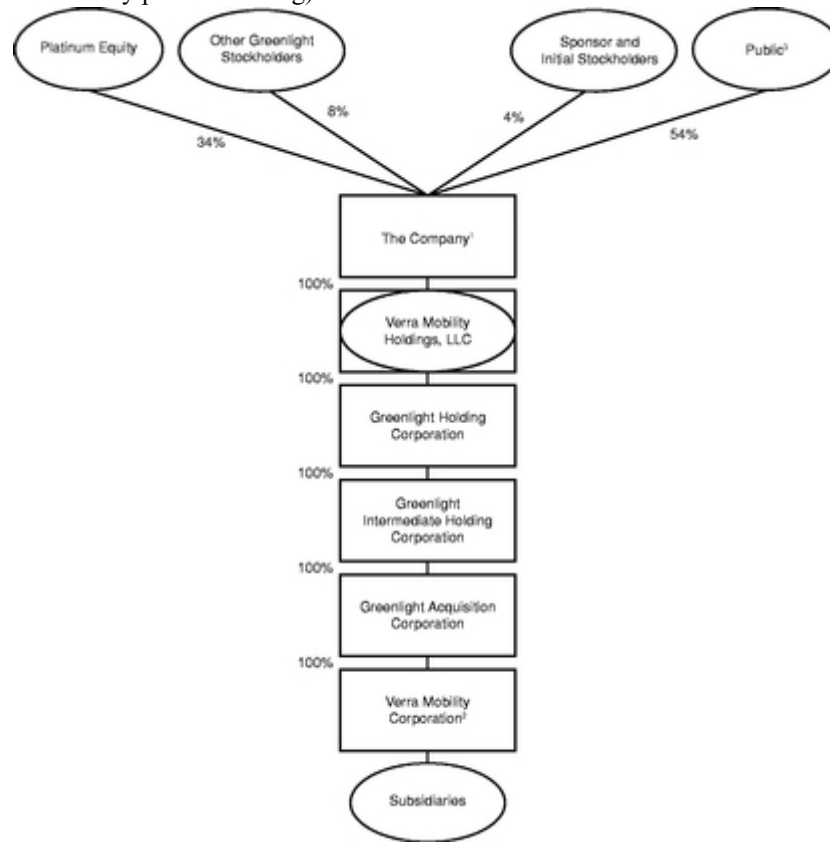 Platinum Equity
Other Greenlight
Stockholders
Sponsor and
Initial Stockholders
Public³
34%
8%
4%
54%
The Company¹
100%
Verra Mobility
Holdings, LLC
100%
Greenlight Holding
Corporation
100%
Greenlight
Intermediate Holding
Corporation
100%
Greenlight Acquisition
Corporation
100%
Verra Mobility
Corporation²
Subsidiaries